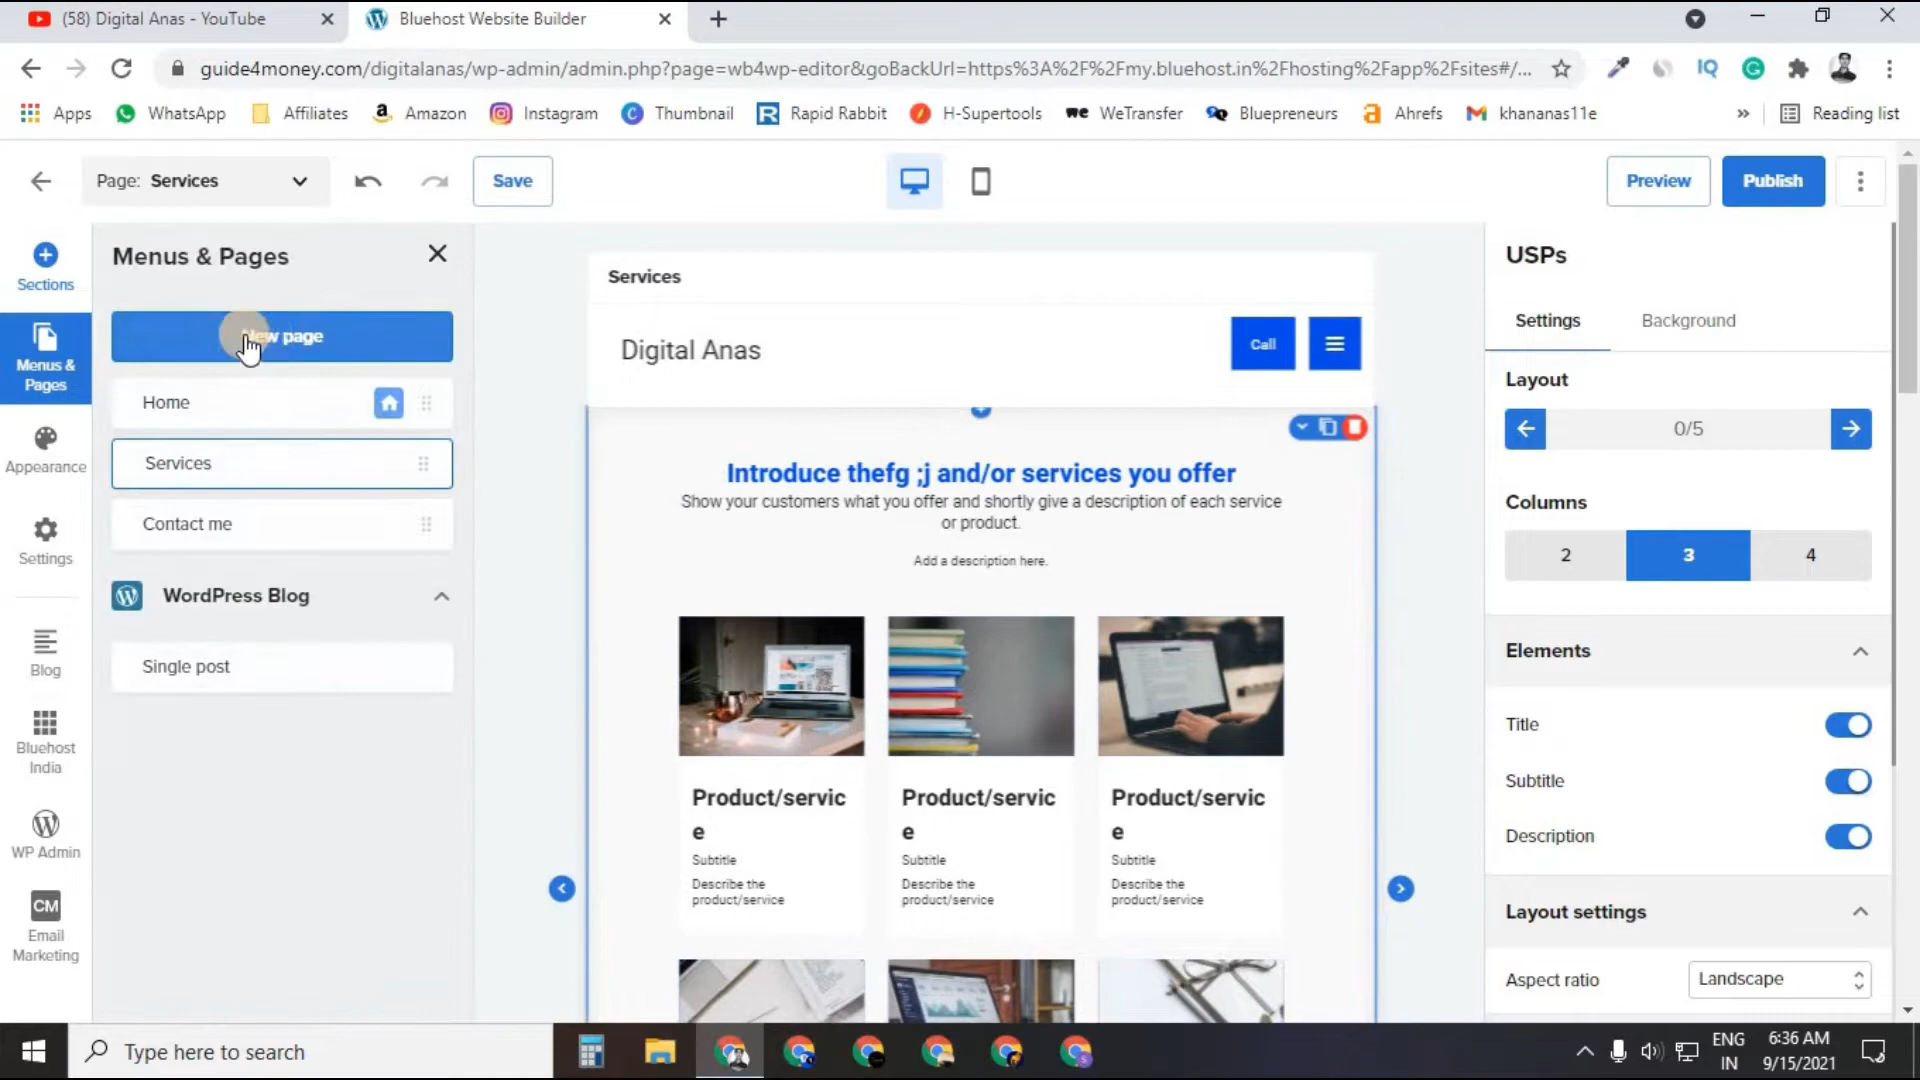 (58) Digital Anas - YouTube
Bluehost Website Builder
guide4money.com/digitalanas/wp-admin/admin.php?page=wb4wp-editor&goBackUrl=https%3A%2F%2Fmy.bluehost.in%2Fhosting%2Fapp%2Fsites#/...
Apps
WhatsApp
Affiliates
Amazon
Instagram
Thumbnail
Rapid Rabbit
H-Supertools
WeTransfer
Bluepreneurs
Ahrefs
khananas11e
Reading list
Page: Services
Save
Preview
Publish
Sections
Menus &
Pages
Appearance
Settings
Blog
Bluehost
India
WP Admin
CM
Email
Marketing
Menus & Pages
New page
Home
Services
Contact me
WordPress Blog
Single post
Services
Digital Anas
Call
Introduce thefg ;j and/or services you offer
Show your customers what you offer and shortly give a description of each service
or product.
Add a description here.
Product/servic
e
Subtitle
Describe the
product/service
Product/servic
e
Subtitle
Describe the
product/service
Product/servic
e
Subtitle
Describe the
product/service
USPs
Settings
Background
Layout
0/5
Columns
2
3
4
Elements
Title
Subtitle
Description
Layout settings
Aspect ratio
Landscape
Type here to search
ENG
IN
6:36 AM
9/15/2021